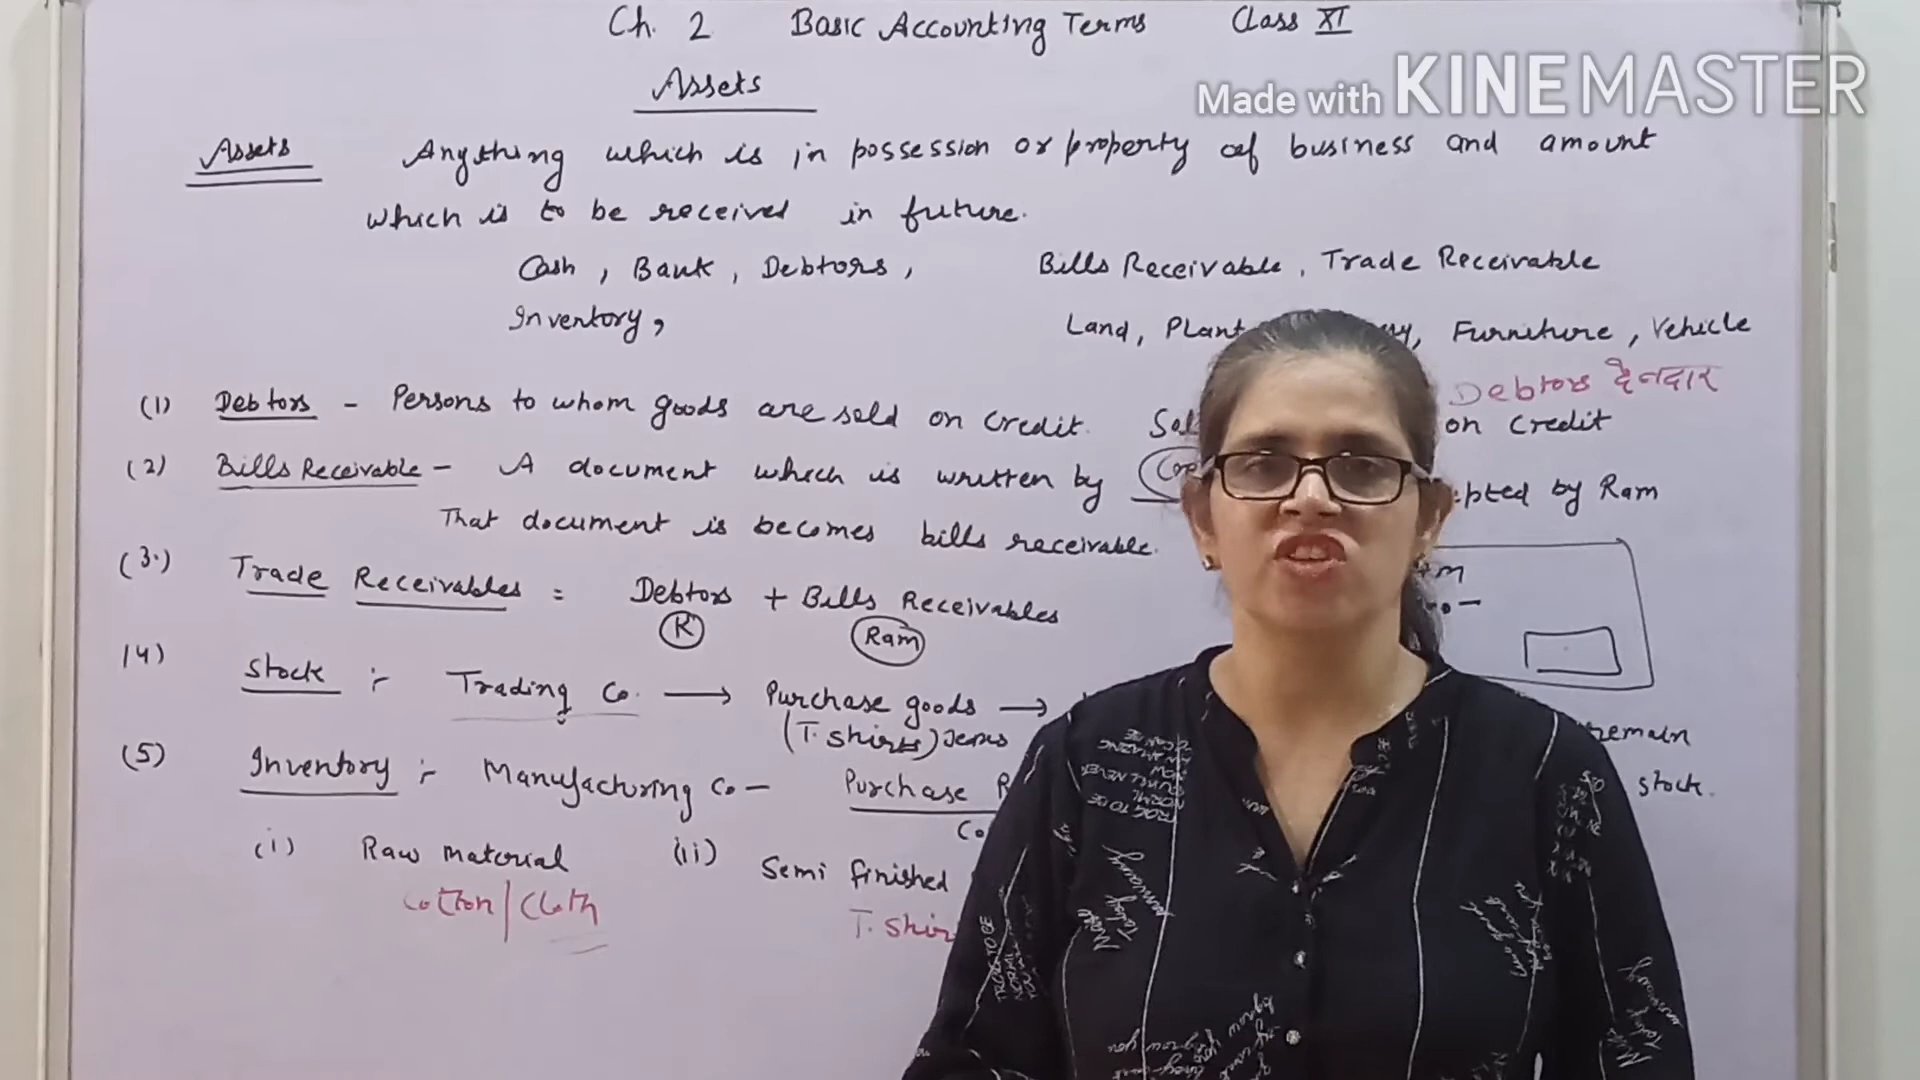 Ch. 2 Basic Accounting Terms Class XI
Made with KINEMASTER
Assets
Assets Anything which is in possession or property of business and amount
which is to be received in future.
Cash, Bank, Debtors, Bills Receivable, Trade Receivable
Inventory, Land, Plant Furniture, Vehicle
Debtors देनदार
(1) Debtors - Persons to whom goods are sold on credit. on credit
(2) Bills Receivable - A document which is written by by Ram
That document is becomes bills receivable.
(3.) Trade Receivables = Debtors + Bills Receivables
R Ram
(4) Stock :- Trading Co. → Purchase goods → remain
(T. Shirts) Jens stock.
(5) Inventory :- Manufacturing Co - Purchase
(i) Raw material (ii) Semi finished
Cotton / Cloth T. Shir